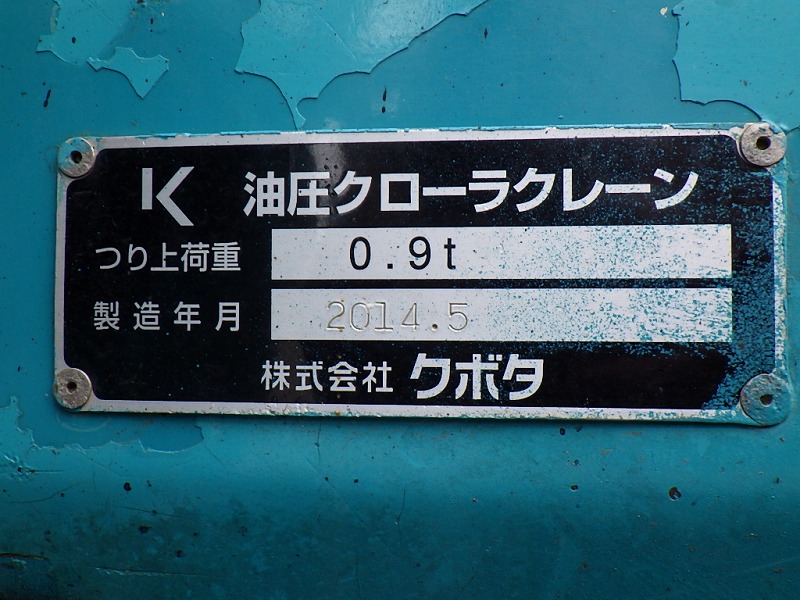 K 油圧クローラクレーン
つり上荷重 0.9t
製造年月 2014.5
株式会社 クボタ